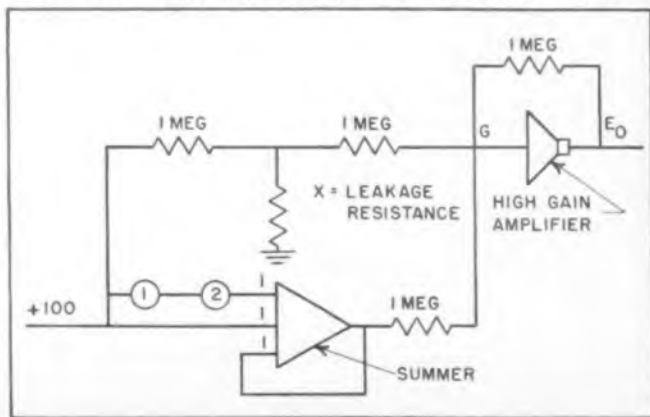 1 MEG
1 MEG
1 MEG
G
E0
X = LEAKAGE
RESISTANCE
HIGH GAIN
AMPLIFIER
+100
1
2
1
1
1
1 MEG
SUMMER